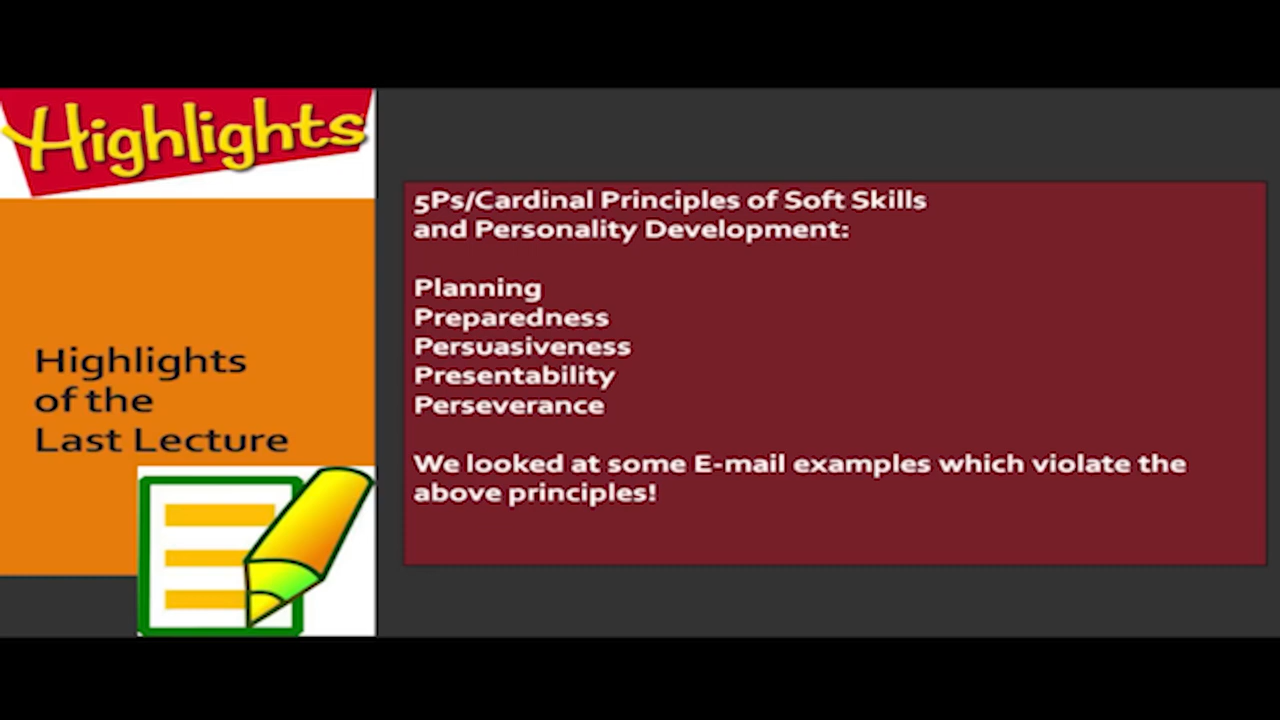 Highlights
Highlights
of the
Last Lecture
5Ps/Cardinal Principles of Soft Skills
and Personality Development:
Planning
Preparedness
Persuasiveness
Presentability
Perseverance
We looked at some E-mail examples which violate the
above principles!